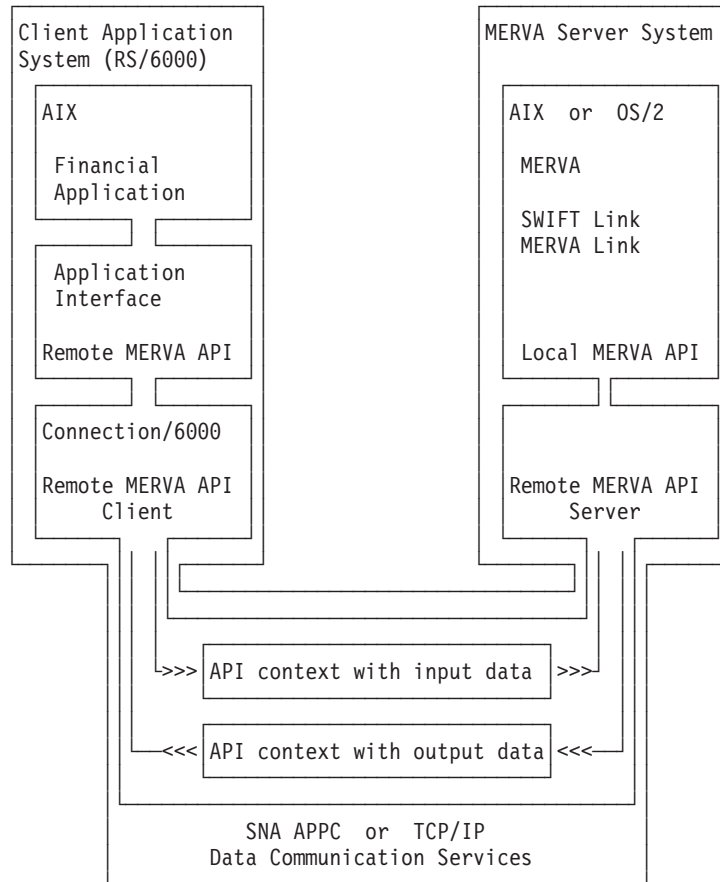 Client Application
System (RS/6000)
AIX
Financial
Application
Application
Interface
Remote MERVA API
Connection/6000
Remote MERVA API
Client
MERVA Server System
AIX or OS/2
MERVA
SWIFT Link
MERVA Link
Local MERVA API
Remote MERVA API
Server
>>> API context with input data >>>
<<< API context with output data <<<
SNA APPC or TCP/IP
Data Communication Services